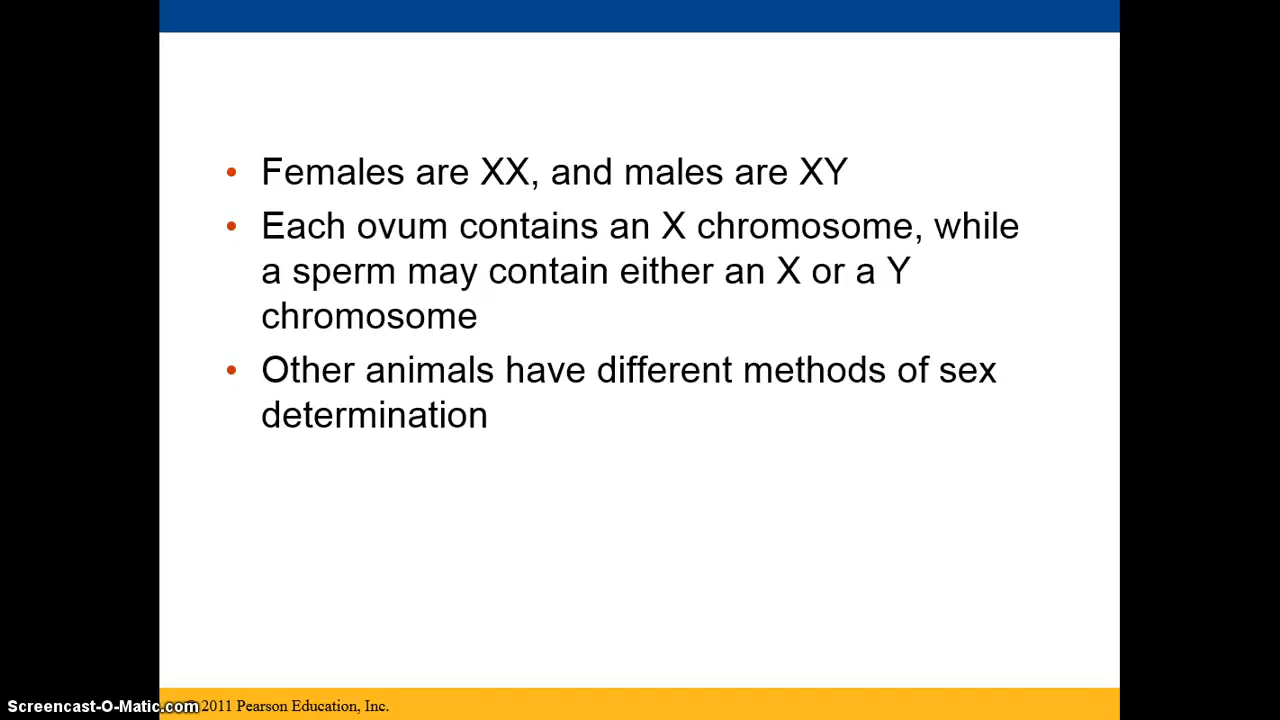 • Females are XX, and males are XY
• Each ovum contains an X chromosome, while
a sperm may contain either an X or a Y
chromosome
• Other animals have different methods of sex
determination
Screencast-O-Matic.com 2011 Pearson Education, Inc.